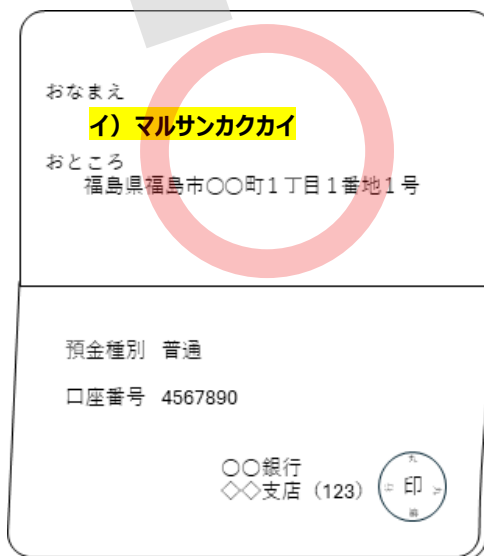 おなまえ
イ）マルサンカクカイ
おところ
福島県福島市〇〇町１丁目１番地１号
預金種別　普通
口座番号　4567890
〇〇銀行
◇◇支店（123）
印